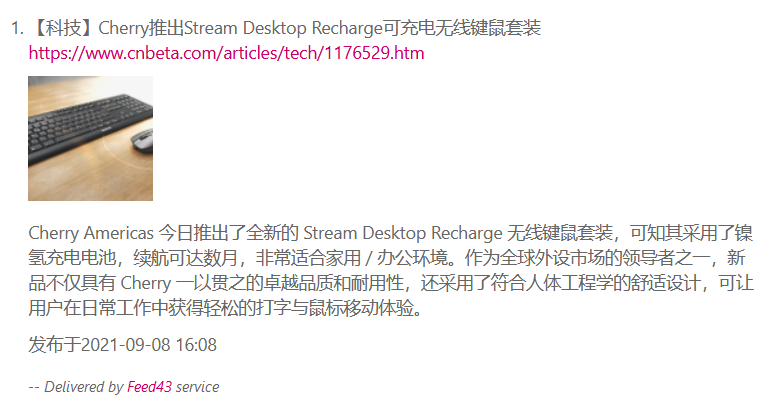 1. 【科技】Cherry推出Stream Desktop Recharge可充电无线键鼠套装
https://www.cnbeta.com/articles/tech/1176529.htm
Cherry Americas 今日推出了全新的 Stream Desktop Recharge 无线键鼠套装，可知其采用了镍
氢充电电池，续航可达数月，非常适合家用 / 办公环境。作为全球外设市场的领导者之一，新
品不仅具有 Cherry 一以贯之的卓越品质和耐用性，还采用了符合人体工程学的舒适设计，可让
用户在日常工作中获得轻松的打字与鼠标移动体验。
发布于2021-09-08 16:08
-- Delivered by Feed43 service